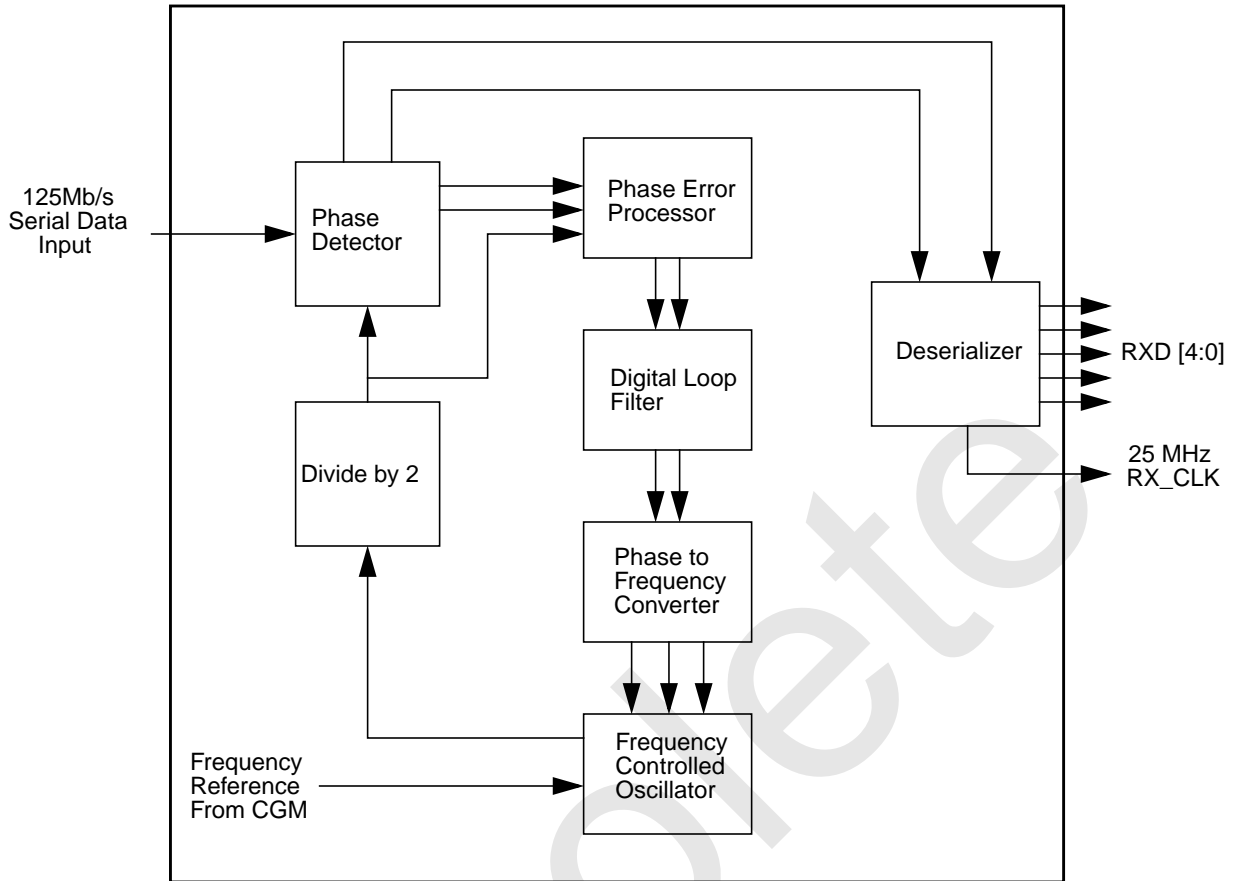 125Mb/s
Serial Data
Input
Phase
Detector
Phase Error
Processor
Deserializer
RXD [4:0]
Digital Loop
Filter
Divide by 2
25 MHz
RX_CLK
Phase to
Frequency
Converter
Frequency
Reference
From CGM
Frequency
Controlled
Oscillator
olete